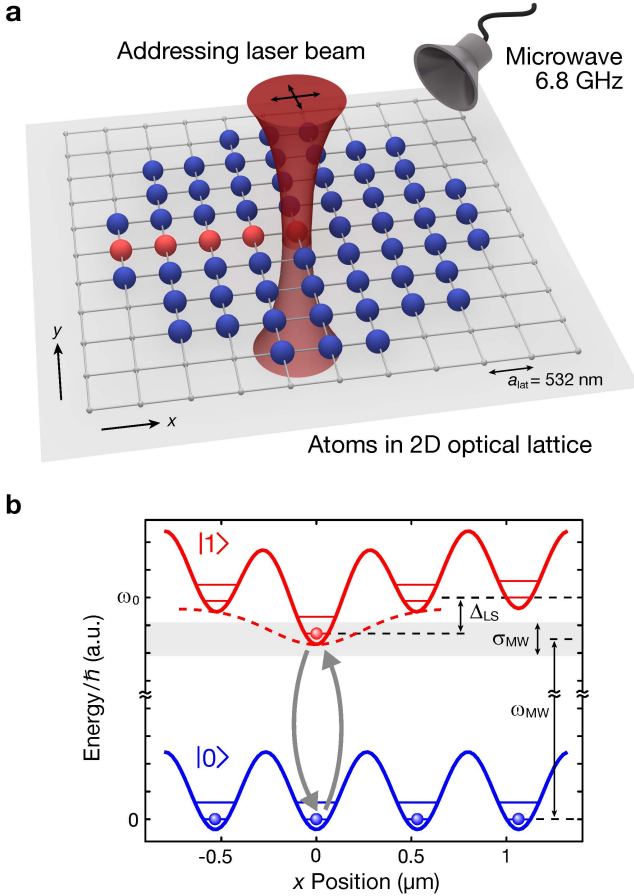 a
Addressing laser beam
Microwave
6.8 GHz
y
x
a_lat = 532 nm
Atoms in 2D optical lattice
b
|1>
ω₀
Δ_LS
σ_MW
ω_MW
Energy/ħ (a.u.)
|0>
0
-0.5 0 0.5 1
x Position (μm)